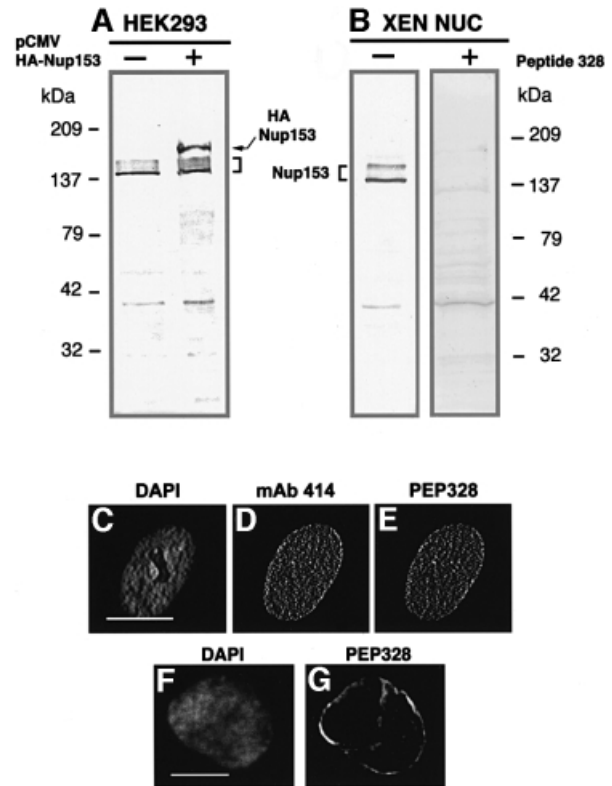 A HEK293
B XEN NUC
pCMV
HA-Nup153
− +
− +
Peptide 328
kDa
kDa
209
137
79
42
32
HA
Nup153
Nup153
209
137
79
42
32
DAPI
mAb 414
PEP328
C
D
E
DAPI
PEP328
F
G